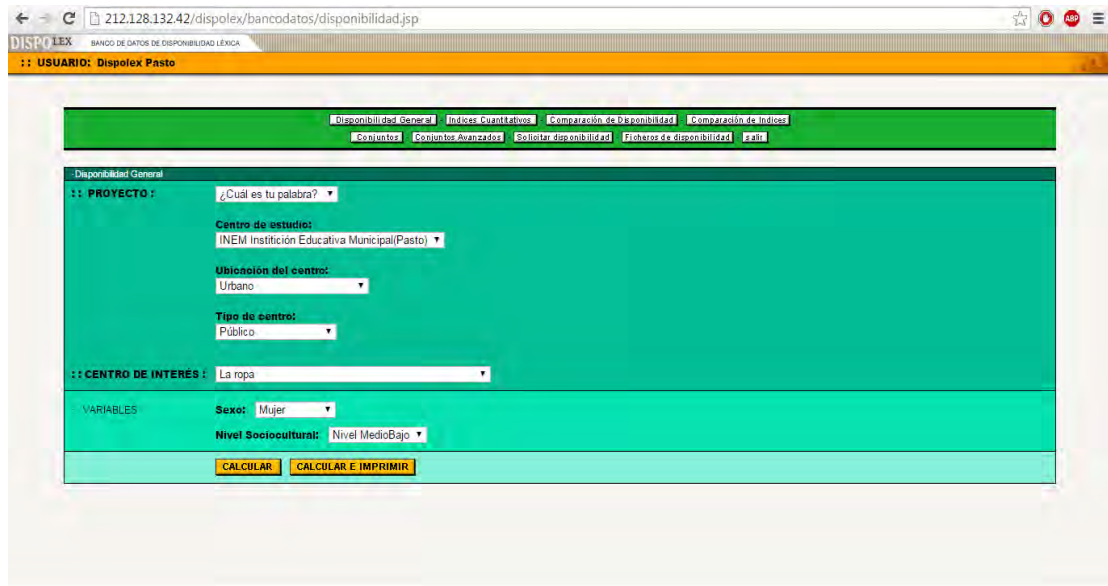 212.128.132.42/dispolex/bancodatos/disponibilidad.jsp
ABP
DISPOLEX BANCO DE DATOS DE DISPONIBILIDAD LÉXICA
:: USUARIO: Dispolex Pasto
Disponibilidad General - Indices Cuantitativos - Comparación de Disponibilidad - Comparación de Indices
Conjuntos - Conjuntos Avanzados - Solicitar disponibilidad - Ficheros de disponibilidad - salir
-Disponibilidad General
:: PROYECTO : ¿Cuál es tu palabra?
Centro de estudio:
INEM Institición Educativa Municipal(Pasto)
Ubicación del centro:
Urbano
Tipo de centro:
Público
:: CENTRO DE INTERÉS : La ropa
VARIABLES Sexo: Mujer
Nivel Sociocultural: Nivel MedioBajo
CALCULAR CALCULAR E IMPRIMIR